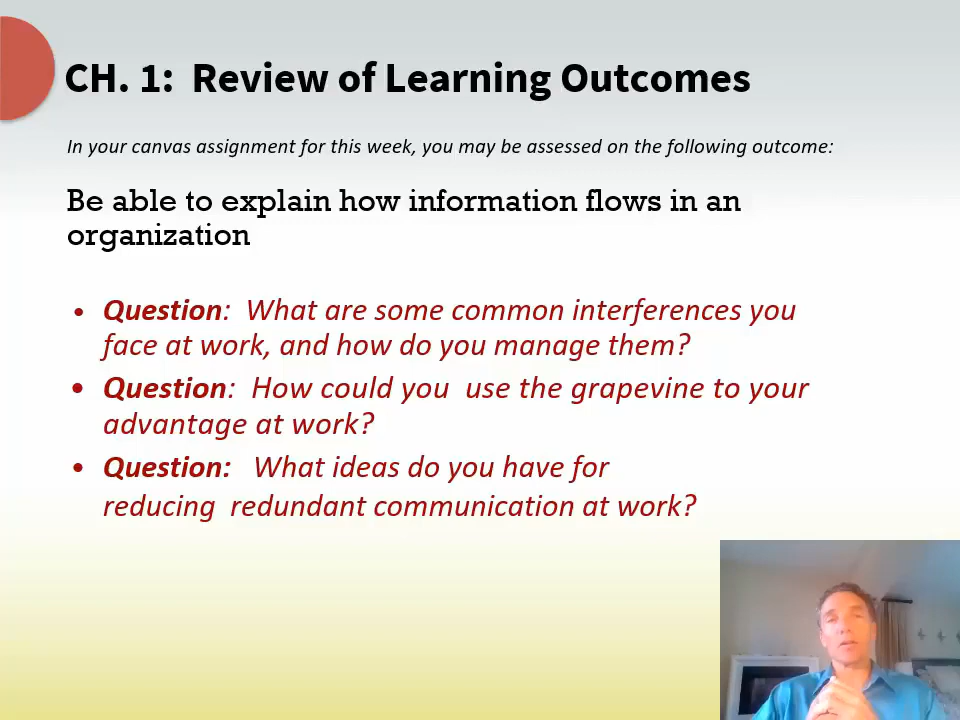 CH. 1: Review of Learning Outcomes
In your canvas assignment for this week, you may be assessed on the following outcome:
Be able to explain how information flows in an
organization
• Question: What are some common interferences you
face at work, and how do you manage them?
• Question: How could you use the grapevine to your
advantage at work?
• Question: What ideas do you have for
reducing redundant communication at work?